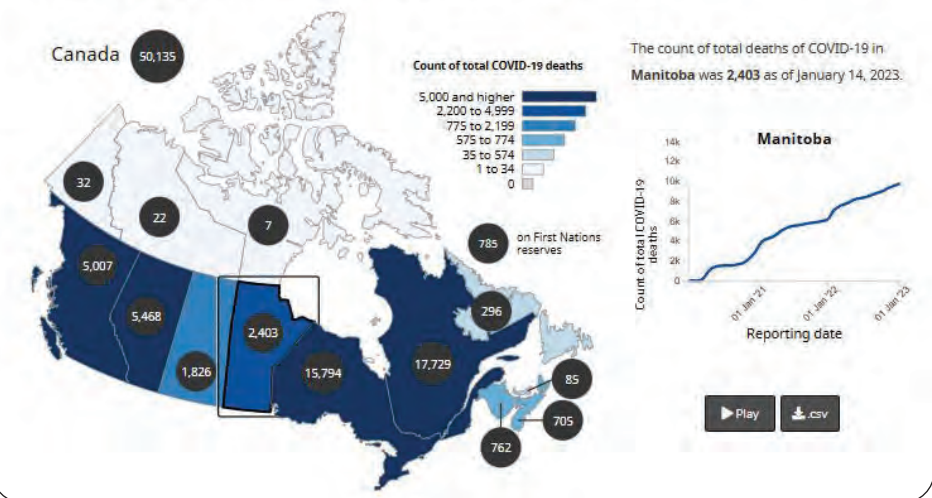 Canada 50,135
Count of total COVID-19 deaths
5,000 and higher
2,200 to 4,999
775 to 2,199
575 to 774
35 to 574
1 to 34
0
32
22
7
785 on First Nations
reserves
5,007
5,468
1,826
2,403
15,794
17,729
296
85
705
762
The count of total deaths of COVID-19 in
Manitoba was 2,403 as of January 14, 2023.
Manitoba
Count of total COVID-19
deaths
14k
12k
10k
8k
6k
4k
2k
0
01 Jan '21
01 Jan '22
01 Jan '23
Reporting date
Play
.csv